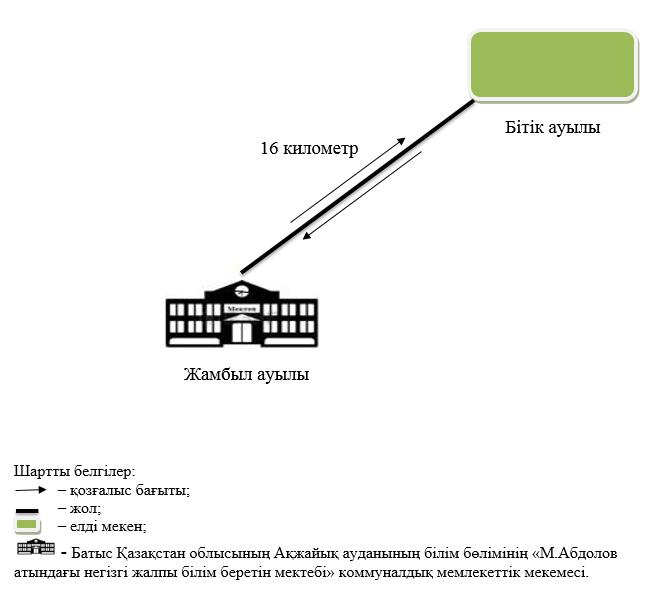 Бітік ауылы
16 километр
Мектеп
Жамбыл ауылы
Шартты белгілер:
– қозғалыс бағыты;
– жол;
– елді мекен;
- Батыс Қазақстан облысының Ақжайық ауданының білім бөлімінің «М.Абдолов
атындағы негізгі жалпы білім беретін мектебі» коммуналдық мемлекеттік мекемесі.